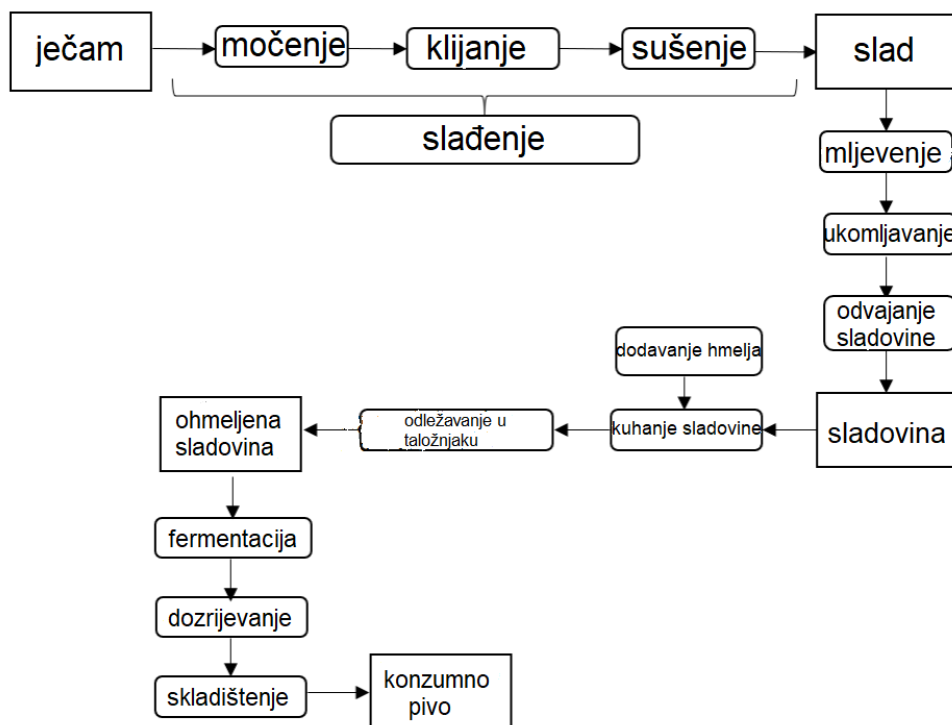 ječam
močenje
klijanje
sušenje
slad
slađenje
mljevenje
ukomljavanje
odvajanje
sladovine
sladovina
dodavanje hmelja
kuhanje sladovine
odležavanje u
taložnjaku
ohmeljena
sladovina
fermentacija
dozrijevanje
skladištenje
konzumno
pivo